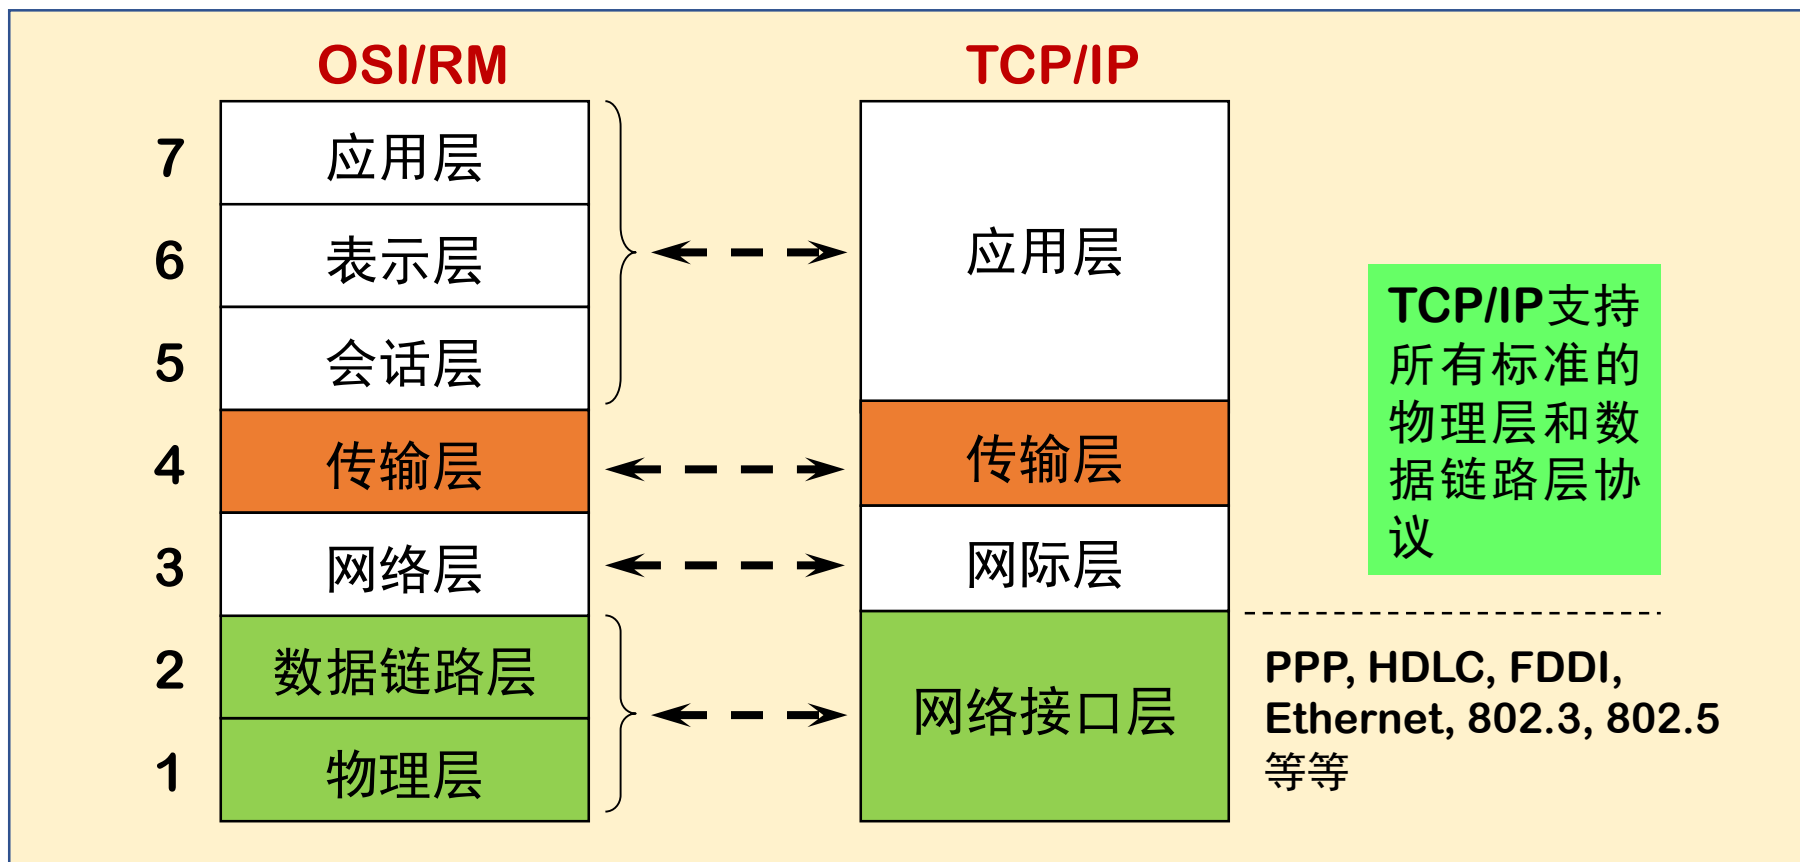 OSI/RM
TCP/IP
7
应用层
6
表示层
5
会话层
4
传输层
3
网络层
2
数据链路层
1
物理层
应用层
传输层
网际层
网络接口层
TCP/IP支持
所有标准的
物理层和数
据链路层协
议
PPP, HDLC, FDDI,
Ethernet, 802.3, 802.5
等等